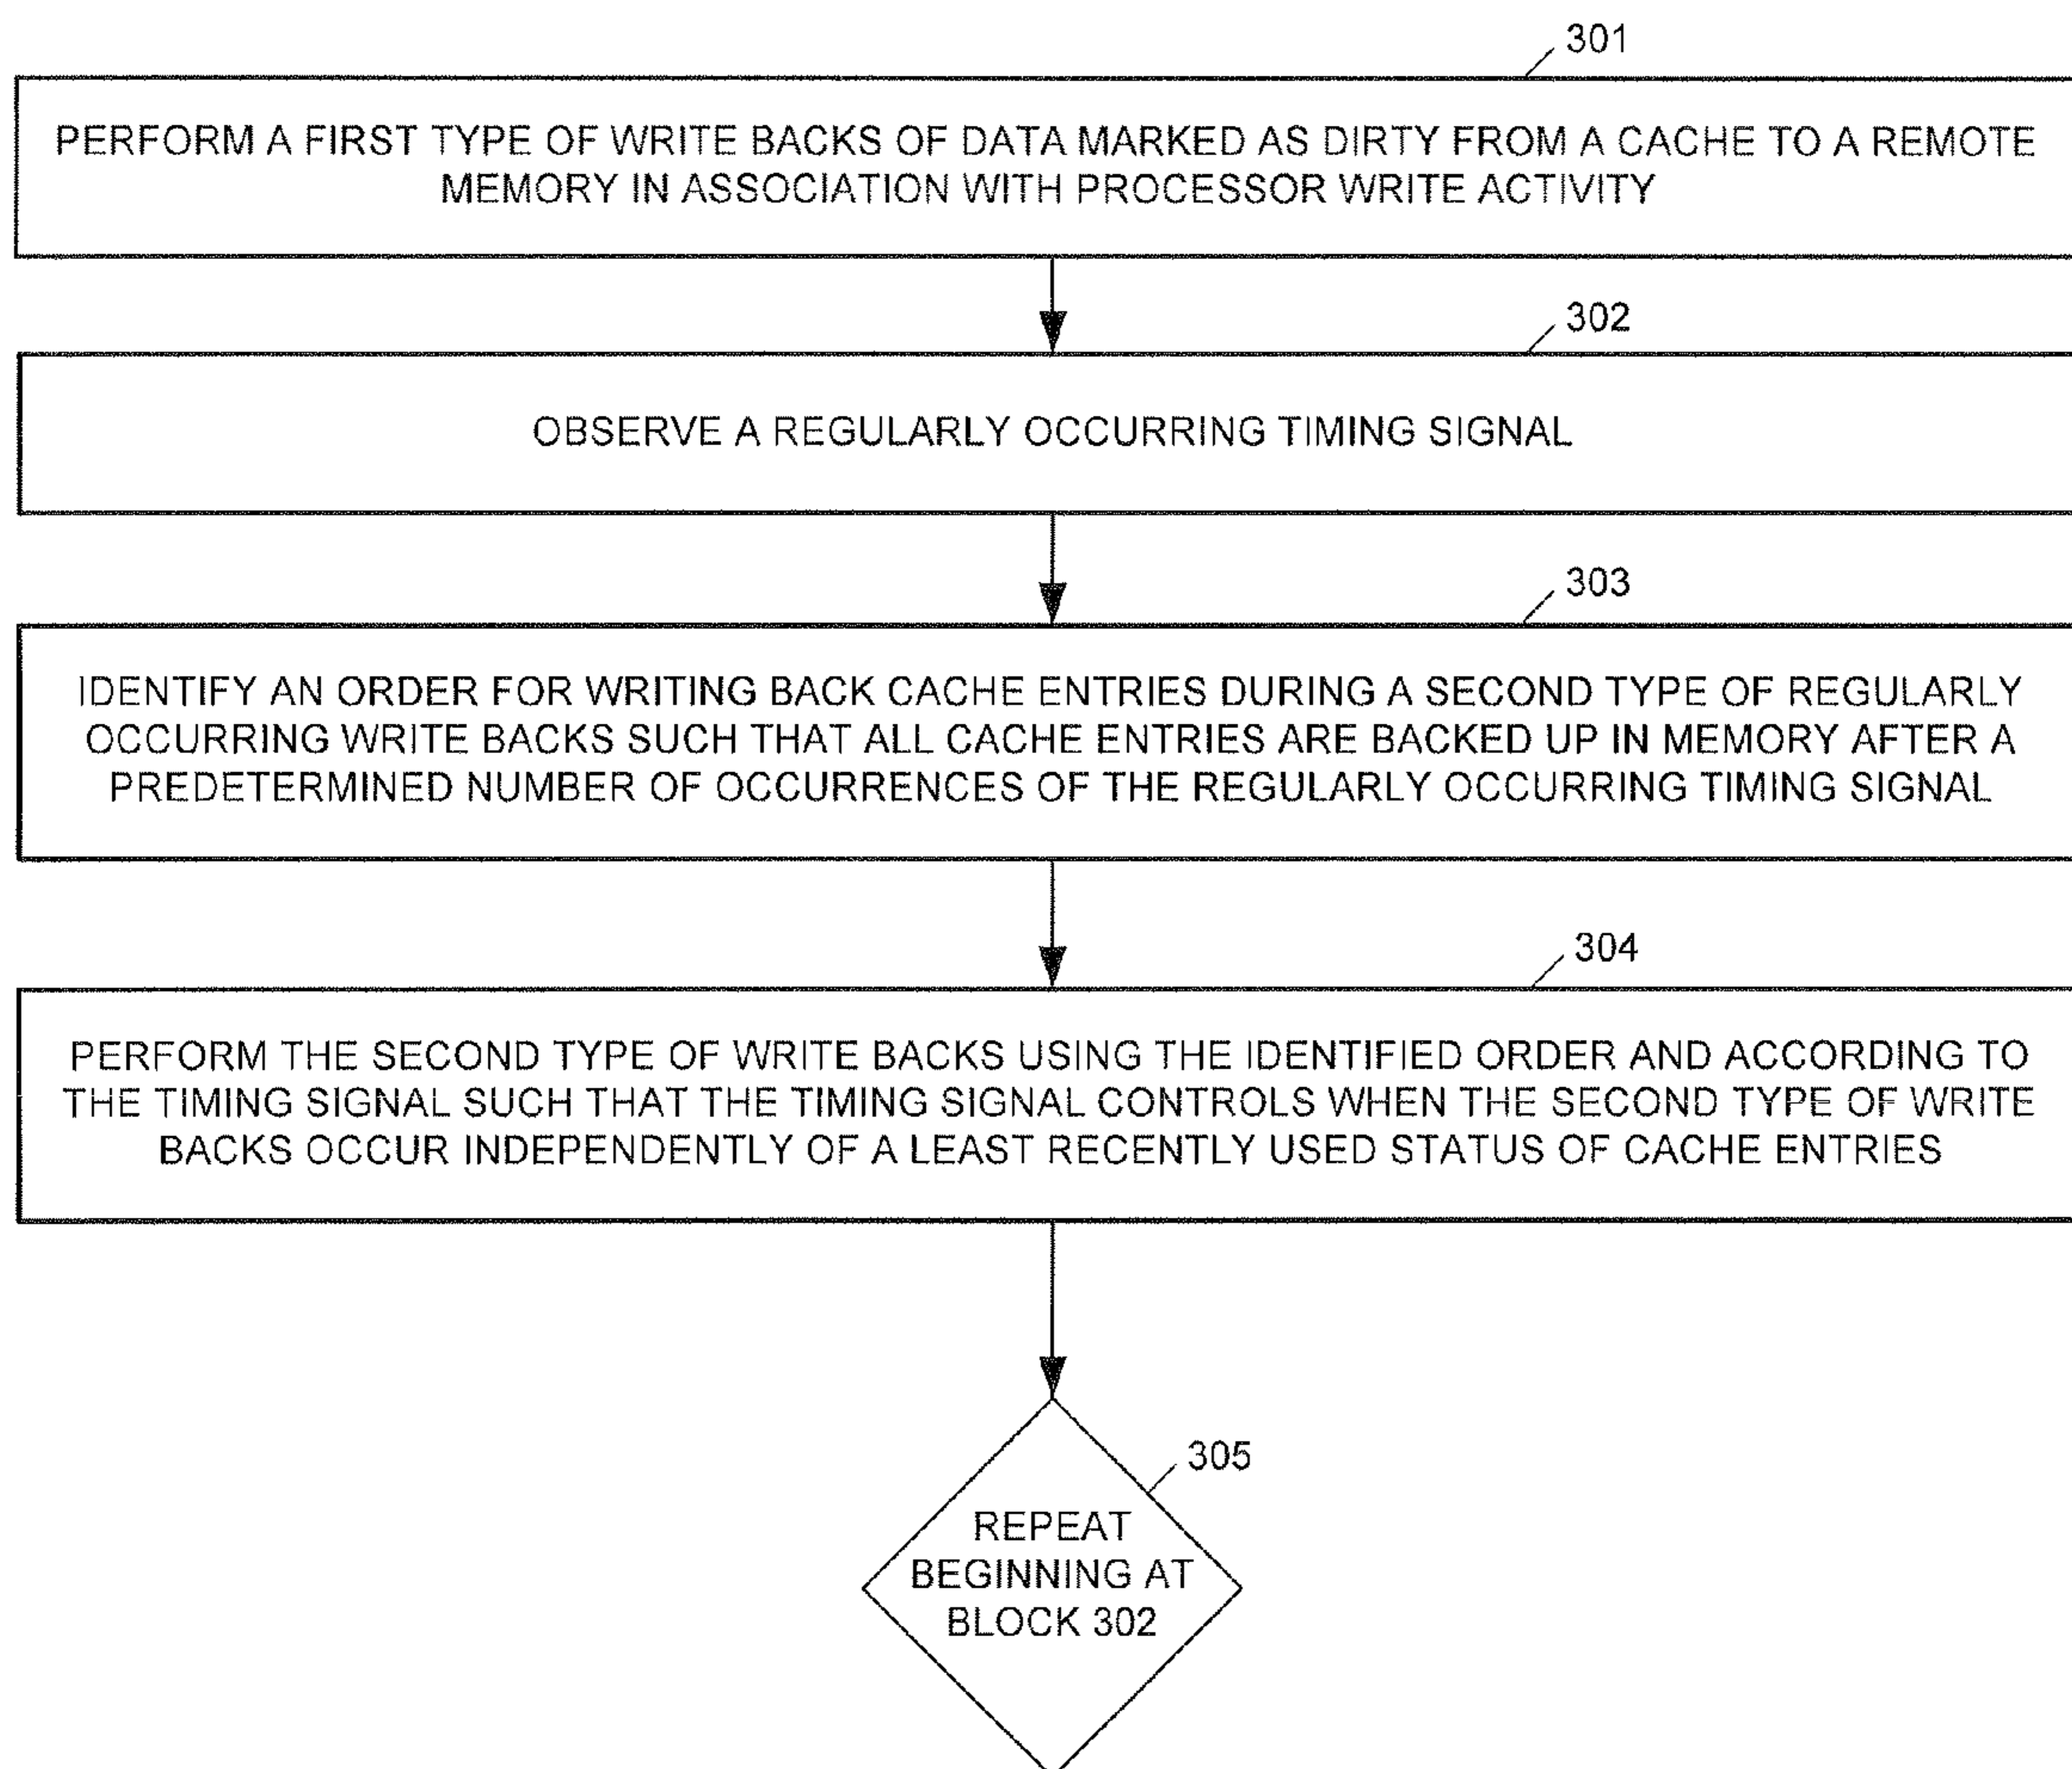 301
PERFORM A FIRST TYPE OF WRITE BACKS OF DATA MARKED AS DIRTY FROM A CACHE TO A REMOTE
MEMORY IN ASSOCIATION WITH PROCESSOR WRITE ACTIVITY
302
OBSERVE A REGULARLY OCCURRING TIMING SIGNAL
303
IDENTIFY AN ORDER FOR WRITING BACK CACHE ENTRIES DURING A SECOND TYPE OF REGULARLY
OCCURRING WRITE BACKS SUCH THAT ALL CACHE ENTRIES ARE BACKED UP IN MEMORY AFTER A
PREDETERMINED NUMBER OF OCCURRENCES OF THE REGULARLY OCCURRING TIMING SIGNAL
304
PERFORM THE SECOND TYPE OF WRITE BACKS USING THE IDENTIFIED ORDER AND ACCORDING TO
THE TIMING SIGNAL SUCH THAT THE TIMING SIGNAL CONTROLS WHEN THE SECOND TYPE OF WRITE
BACKS OCCUR INDEPENDENTLY OF A LEAST RECENTLY USED STATUS OF CACHE ENTRIES
305
REPEAT
BEGINNING AT
BLOCK 302